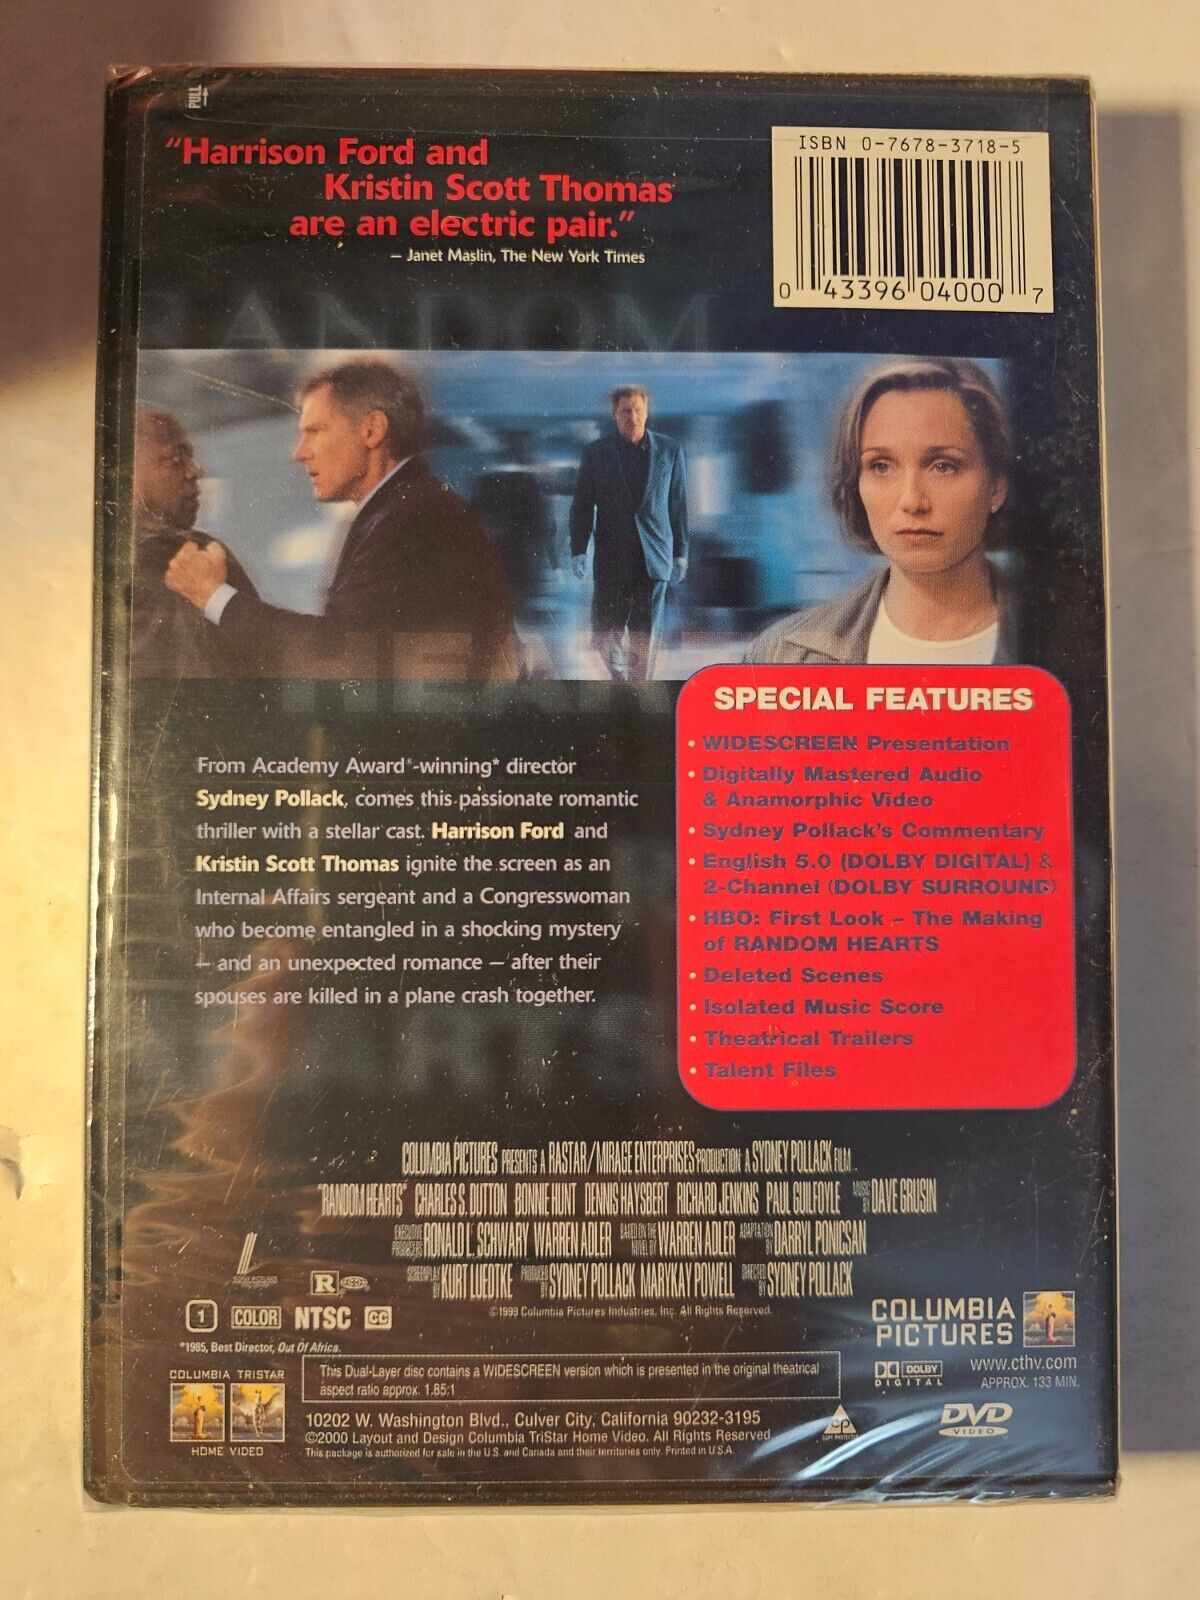 PULL
"Harrison Ford and
Kristin Scott Thomas
are an electric pair."
– Janet Maslin, The New York Times
ISBN 0-7678-3718-5
0 43396 04000 7
RANDOM
HEAR
SPECIAL FEATURES
• WIDESCREEN Presentation
• Digitally Mastered Audio
& Anamorphic Video
• Sydney Pollack's Commentary
• English 5.0 (DOLBY DIGITAL) &
2-Channel (DOLBY SURROUND)
• HBO: First Look – The Making
of RANDOM HEARTS
• Deleted Scenes
• Isolated Music Score
• Theatrical Trailers
• Talent Files
From Academy Award®-winning* director
Sydney Pollack, comes this passionate romantic
thriller with a stellar cast. Harrison Ford and
Kristin Scott Thomas ignite the screen as an
Internal Affairs sergeant and a Congresswoman
who become entangled in a shocking mystery
– and an unexpected romance – after their
spouses are killed in a plane crash together.
COLUMBIA PICTURES PRESENTS A RASTAR/MIRAGE ENTERPRISES PRODUCTION A SYDNEY POLLACK FILM
"RANDOM HEARTS" CHARLES S. DUTTON BONNIE HUNT DENNIS HAYSBERT RICHARD JENKINS PAUL GUILFOYLE MUSIC BY DAVE GRUSIN
EXECUTIVE PRODUCERS RONALD L. SCHWARY WARREN ADLER BASED ON THE NOVEL BY WARREN ADLER ADAPTATION BY DARRYL PONICSAN
SCREENPLAY BY KURT LUEDTKE PRODUCED BY SYDNEY POLLACK MARYKAY POWELL DIRECTED BY SYDNEY POLLACK
©1999 Columbia Pictures Industries, Inc. All Rights Reserved.
SONY PICTURES
R
1 COLOR NTSC CC
*1985, Best Director, Out Of Africa.
COLUMBIA
PICTURES
DOLBY
DIGITAL
www.cthv.com
APPROX. 133 MIN.
COLUMBIA TRISTAR
HOME VIDEO
This Dual-Layer disc contains a WIDESCREEN version which is presented in the original theatrical
aspect ratio approx. 1.85:1
10202 W. Washington Blvd., Culver City, California 90232-3195
©2000 Layout and Design Columbia TriStar Home Video. All Rights Reserved.
This package is authorized for sale in the U.S. and Canada and their territories only. Printed in U.S.A.
CP
COPY PROTECTED
DVD
VIDEO